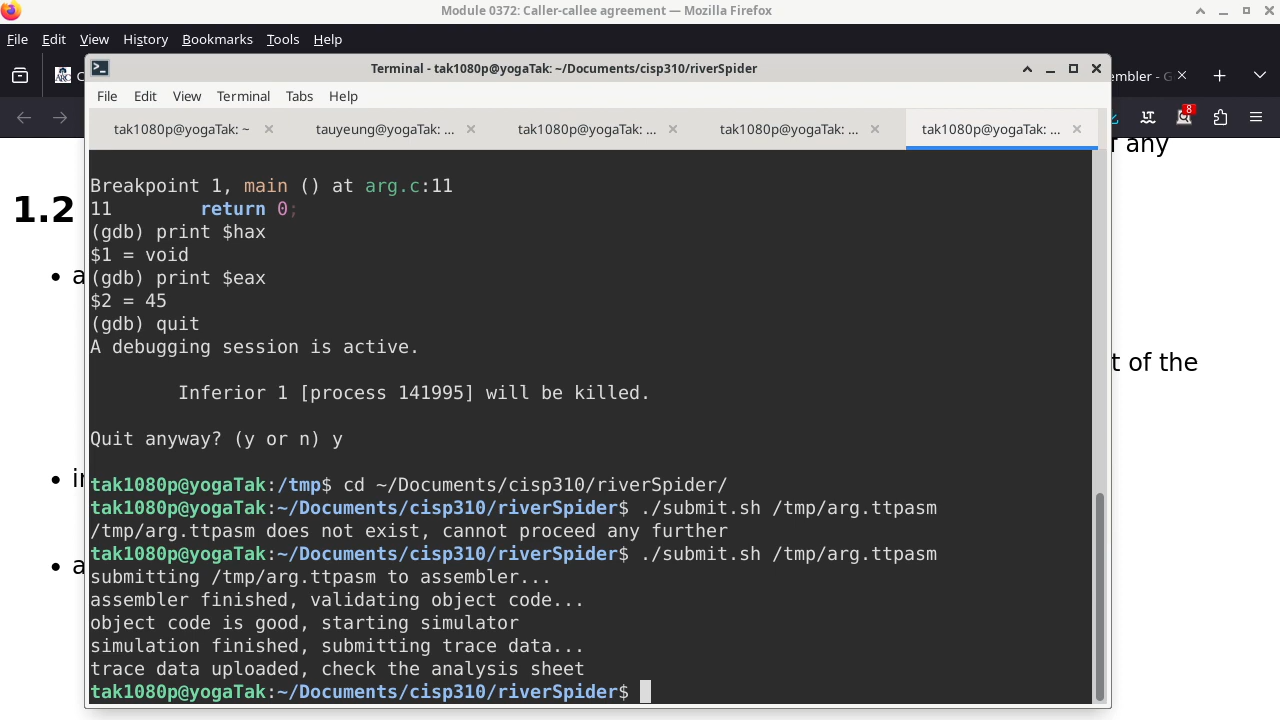 Module 0372: Caller-callee agreement — Mozilla Firefox
File Edit View History Bookmarks Tools Help
Terminal - tak1080p@yogaTak: ~/Documents/cisp310/riverSpider
File Edit View Terminal Tabs Help
tak1080p@yogaTak: ~ tauyeung@yogaTak: ... tak1080p@yogaTak: ... tak1080p@yogaTak: ... tak1080p@yogaTak: ...
8
any
1.2
Breakpoint 1, main () at arg.c:11
11 return 0;
(gdb) print $hax
$1 = void
(gdb) print $eax
$2 = 45
(gdb) quit
A debugging session is active.
t of the
Inferior 1 [process 141995] will be killed.
Quit anyway? (y or n) y
tak1080p@yogaTak:/tmp$ cd ~/Documents/cisp310/riverSpider/
tak1080p@yogaTak:~/Documents/cisp310/riverSpider$ ./submit.sh /tmp/arg.ttpasm
/tmp/arg.ttpasm does not exist, cannot proceed any further
tak1080p@yogaTak:~/Documents/cisp310/riverSpider$ ./submit.sh /tmp/arg.ttpasm
submitting /tmp/arg.ttpasm to assembler...
assembler finished, validating object code...
object code is good, starting simulator
simulation finished, submitting trace data...
trace data uploaded, check the analysis sheet
tak1080p@yogaTak:~/Documents/cisp310/riverSpider$